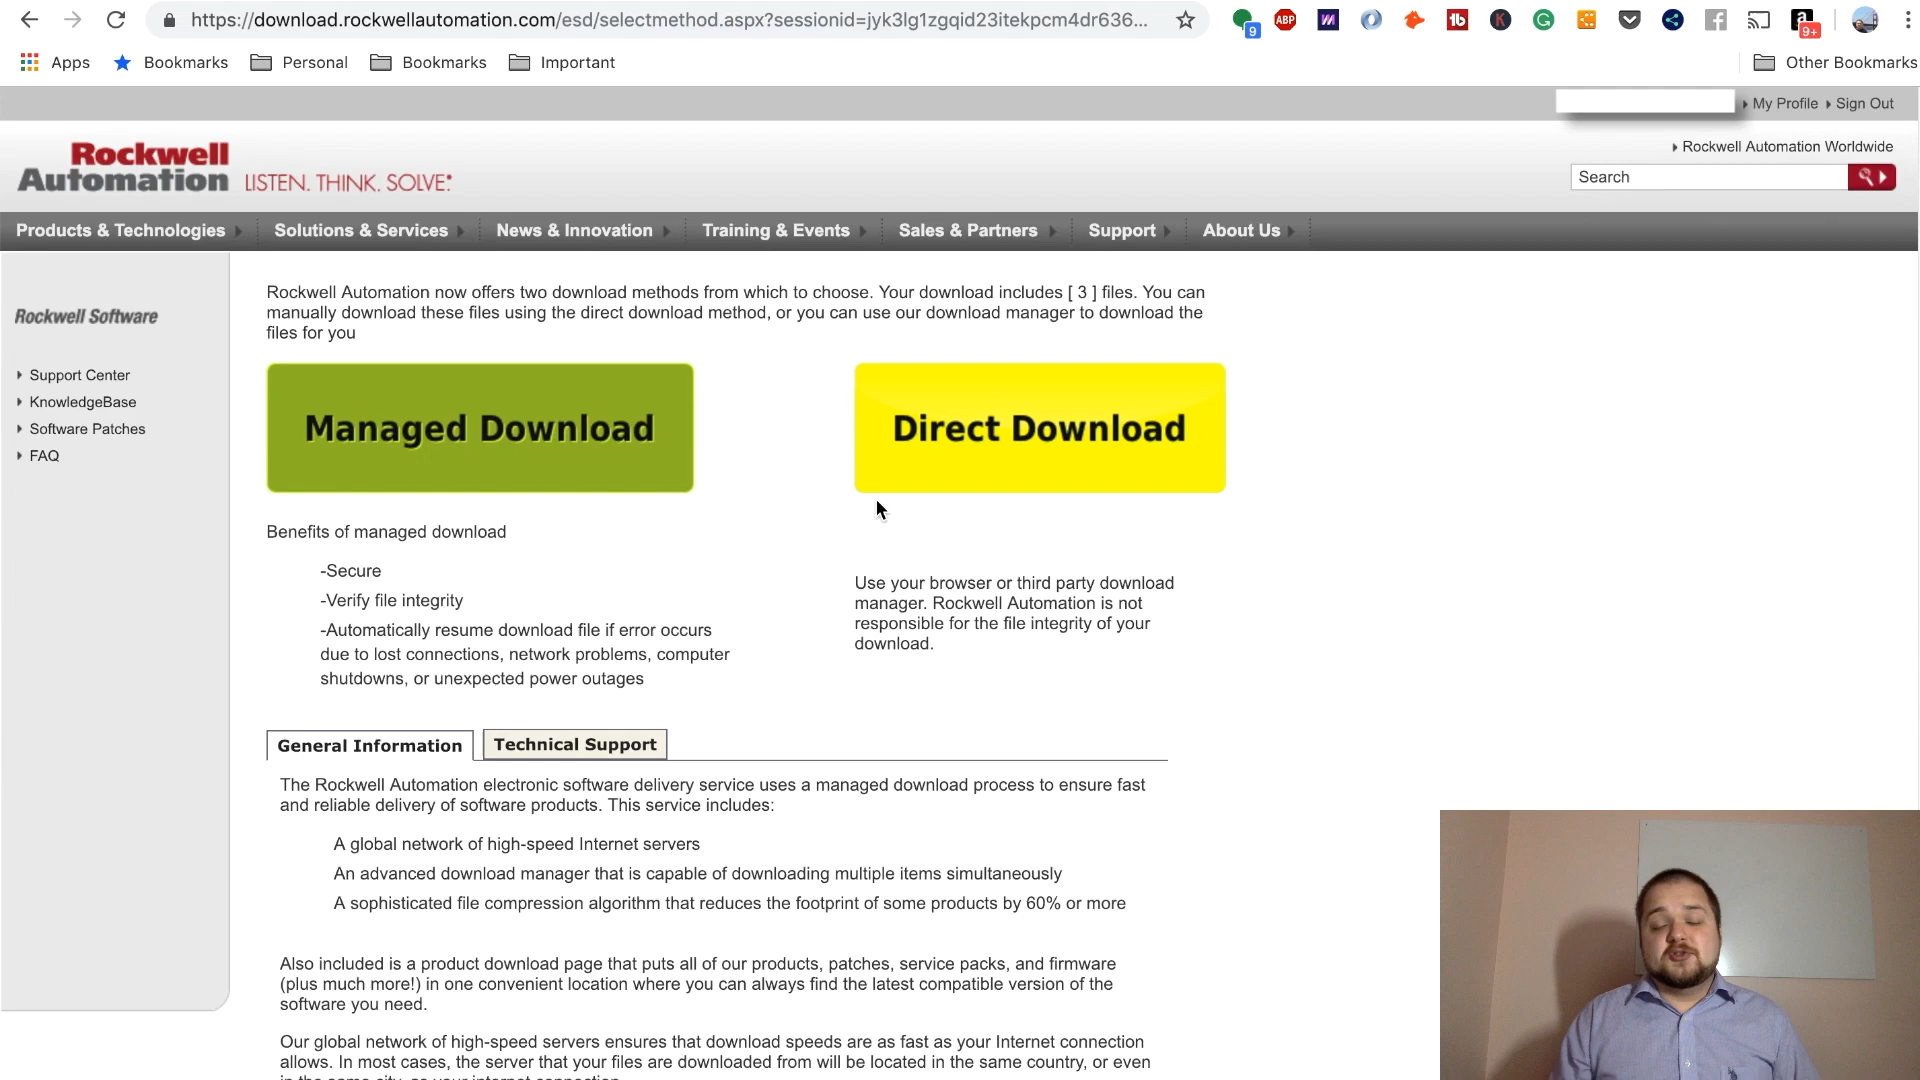 https://download.rockwellautomation.com/esd/selectmethod.aspx?sessionid=jyk3lg1zgqid23itekpcm4dr636...
9
ABP
9+
Apps
Bookmarks
Personal
Bookmarks
Important
Other Bookmarks
My Profile
Sign Out
Rockwell
Automation
LISTEN. THINK. SOLVE.
Rockwell Automation Worldwide
Search
Products & Technologies
Solutions & Services
News & Innovation
Training & Events
Sales & Partners
Support
About Us
Rockwell Software
Support Center
KnowledgeBase
Software Patches
FAQ
Rockwell Automation now offers two download methods from which to choose. Your download includes [ 3 ] files. You can
manually download these files using the direct download method, or you can use our download manager to download the
files for you
Managed Download
Direct Download
Benefits of managed download
-Secure
-Verify file integrity
-Automatically resume download file if error occurs
due to lost connections, network problems, computer
shutdowns, or unexpected power outages
Use your browser or third party download
manager. Rockwell Automation is not
responsible for the file integrity of your
download.
General Information
Technical Support
The Rockwell Automation electronic software delivery service uses a managed download process to ensure fast
and reliable delivery of software products. This service includes:
A global network of high-speed Internet servers
An advanced download manager that is capable of downloading multiple items simultaneously
A sophisticated file compression algorithm that reduces the footprint of some products by 60% or more
Also included is a product download page that puts all of our products, patches, service packs, and firmware
(plus much more!) in one convenient location where you can always find the latest compatible version of the
software you need.
Our global network of high-speed servers ensures that download speeds are as fast as your Internet connection
allows. In most cases, the server that your files are downloaded from will be located in the same country, or even